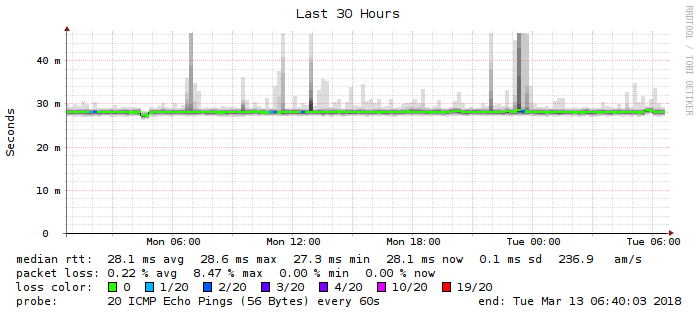 Last 30 Hours
RRDTOOL / TOBI OETIKER
Seconds
40 m
30 m
20 m
10 m
0
Mon 06:00 Mon 12:00 Mon 18:00 Tue 00:00 Tue 06:00
median rtt: 28.1 ms avg 28.6 ms max 27.3 ms min 28.1 ms now 0.1 ms sd 236.9 am/s
packet loss: 0.22 % avg 8.47 % max 0.00 % min 0.00 % now
loss color: 0 1/20 2/20 3/20 4/20 10/20 19/20
probe: 20 ICMP Echo Pings (56 Bytes) every 60s end: Tue Mar 13 06:40:03 2018